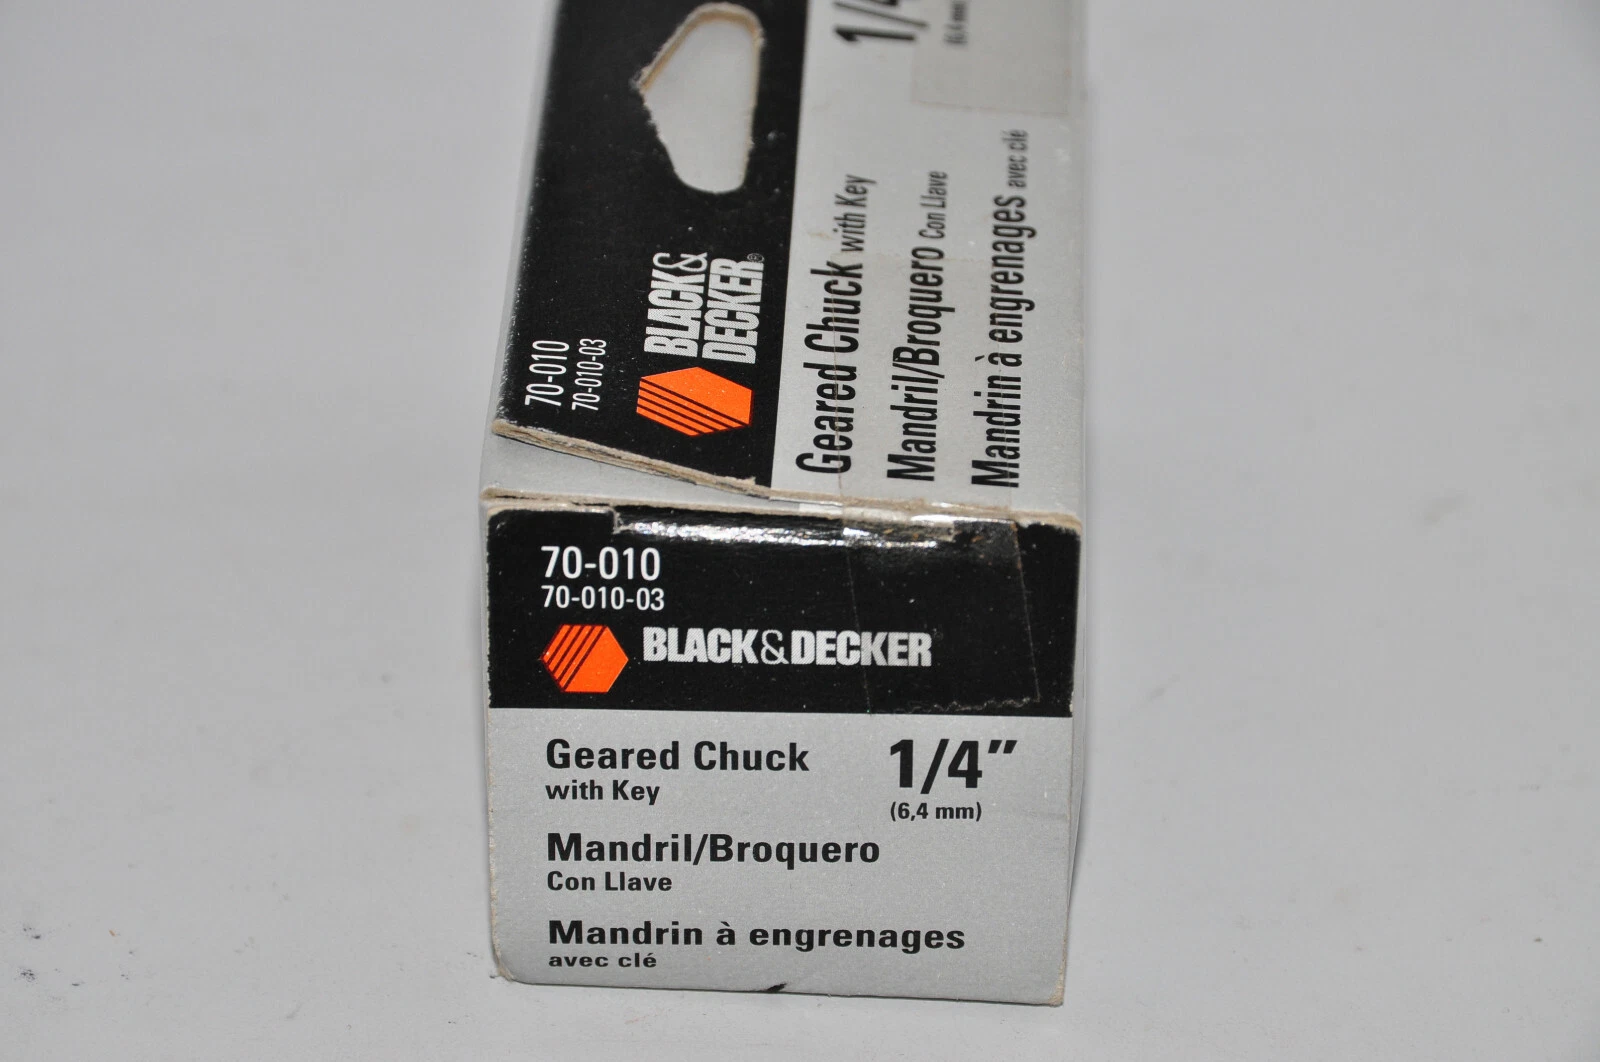 70-010
70-010-03
BLACK&
DECKER®
1/4
Geared Chuck with Key
Mandril/Broquero Con Llave
Mandrin à engrenages avec clé
70-010
70-010-03
BLACK&DECKER
Geared Chuck
with Key
1/4"
(6,4 mm)
Mandril/Broquero
Con Llave
Mandrin à engrenages
avec clé